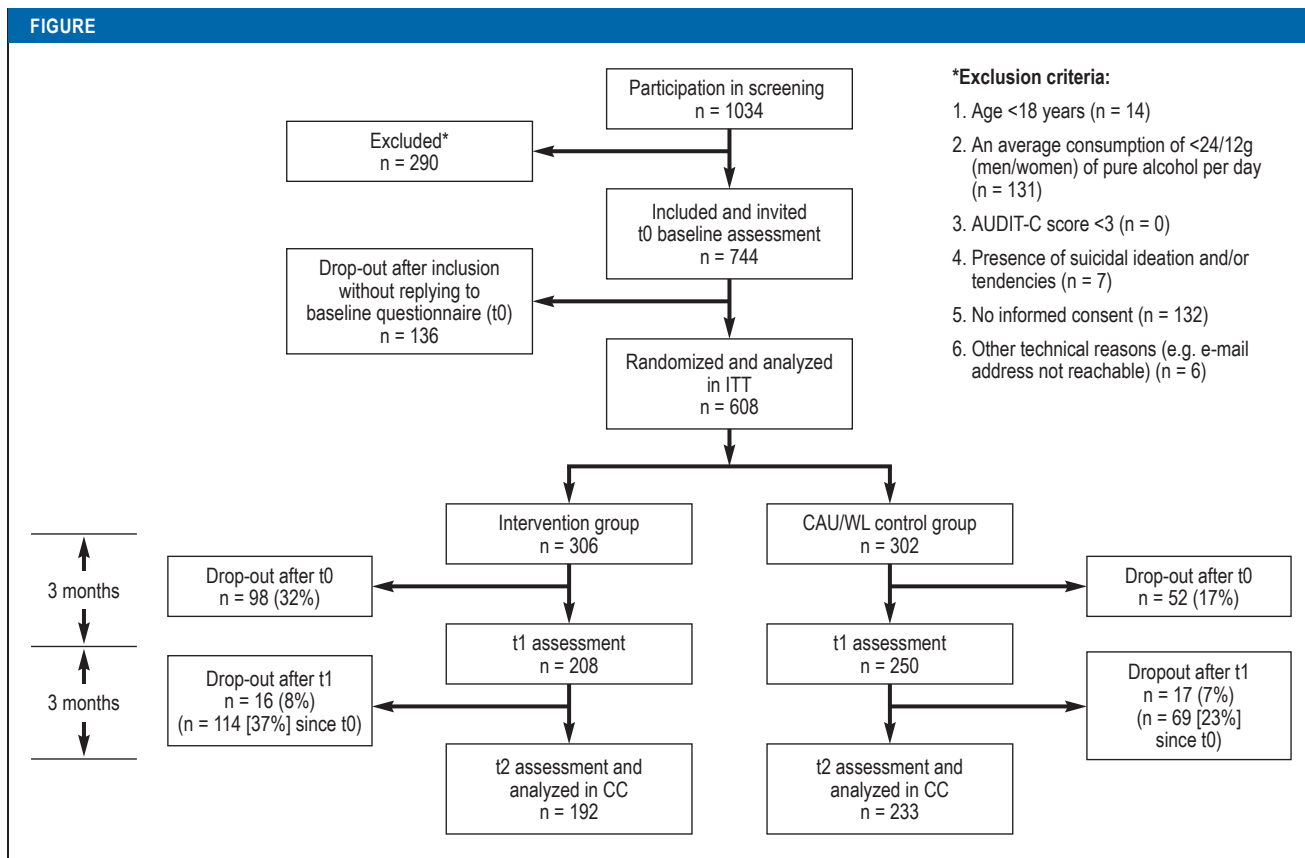 FIGURE
Participation in screening
n = 1034
Excluded*
n = 290
Included and invited
t0 baseline assessment
n = 744
Drop-out after inclusion
without replying to
baseline questionnaire (t0)
n = 136
Randomized and analyzed
in ITT
n = 608
*Exclusion criteria:
1. Age <18 years (n = 14)
2. An average consumption of <24/12g
(men/women) of pure alcohol per day
(n = 131)
3. AUDIT-C score <3 (n = 0)
4. Presence of suicidal ideation and/or
tendencies (n = 7)
5. No informed consent (n = 132)
6. Other technical reasons (e.g. e-mail
address not reachable) (n = 6)
Intervention group
n = 306
CAU/WL control group
n = 302
3 months
Drop-out after t0
n = 98 (32%)
Drop-out after t0
n = 52 (17%)
t1 assessment
n = 208
t1 assessment
n = 250
3 months
Drop-out after t1
n = 16 (8%)
(n = 114 [37%] since t0)
Dropout after t1
n = 17 (7%)
(n = 69 [23%]
since t0)
t2 assessment and
analyzed in CC
n = 192
t2 assessment and
analyzed in CC
n = 233